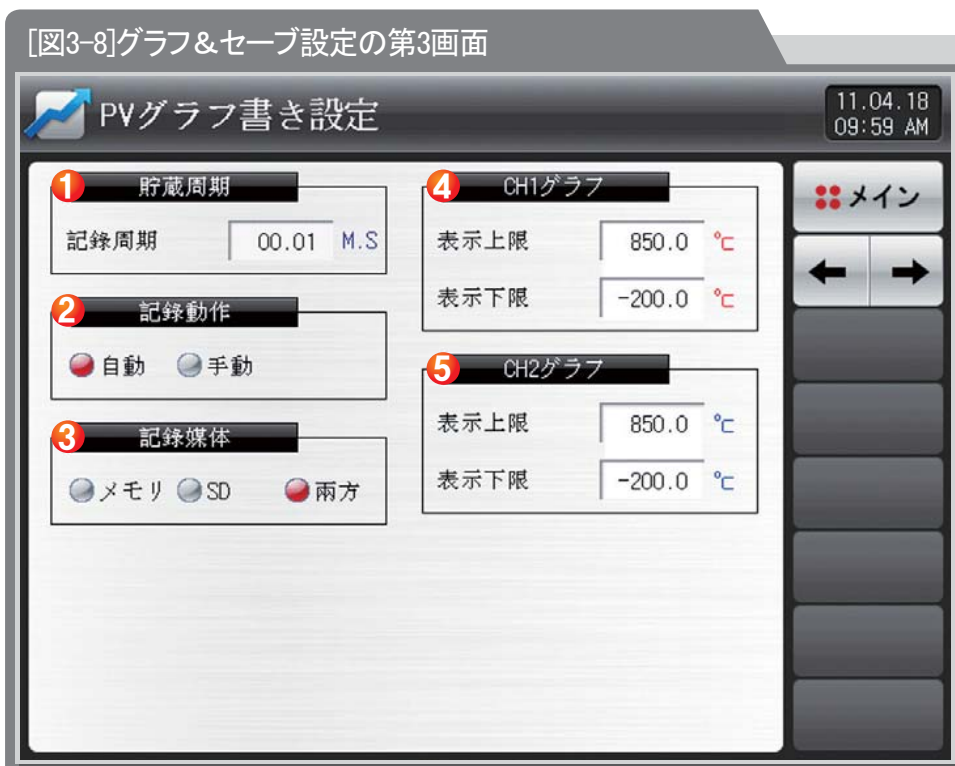 [図3-8]グラフ&セーブ設定の第3画面
PVグラフ書き設定
11.04.18
09:59 AM
1 貯蔵周期
記録周期 00.01 M.S
2 記録動作
自動 手動
3 記録媒体
メモリ SD 両方
4 CH1グラフ
表示上限 850.0 ℃
表示下限 -200.0 ℃
5 CH2グラフ
表示上限 850.0 ℃
表示下限 -200.0 ℃
メイン
← →